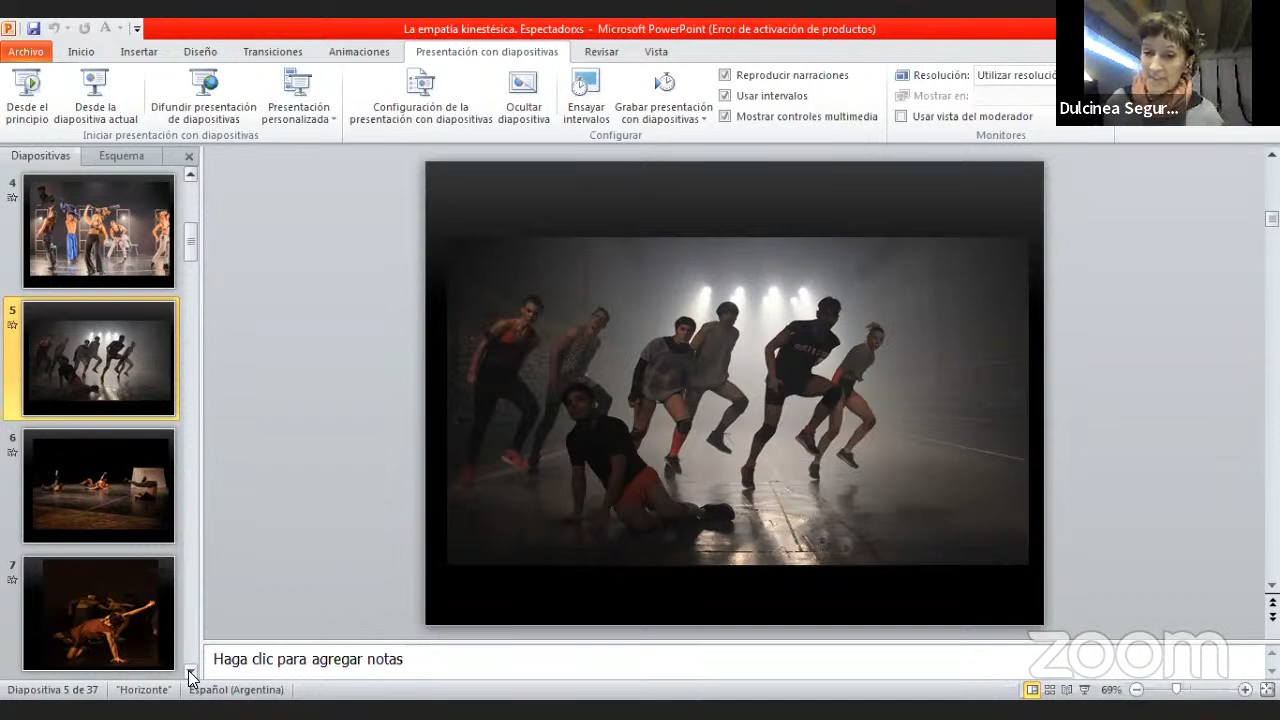 La empatía kinestésica. Espectadorxs - Microsoft PowerPoint (Error de activación de productos)
Archivo Inicio Insertar Diseño Transiciones Animaciones Presentación con diapositivas Revisar Vista
Desde el principio
Desde la diapositiva actual
Difundir presentación de diapositivas
Presentación personalizada
Iniciar presentación con diapositivas
Configuración de la presentación con diapositivas
Ocultar diapositiva
Ensayar intervalos
Grabar presentación con diapositivas
Reproducir narraciones
Usar intervalos
Mostrar controles multimedia
Configurar
Resolución: Utilizar resolució
Mostrar en:
Usar vista del moderador
Monitores
Dulcinea Segur...
Diapositivas Esquema
4
5
6
7
Haga clic para agregar notas
zoom
Diapositiva 5 de 37 "Horizonte" Español (Argentina) 69%